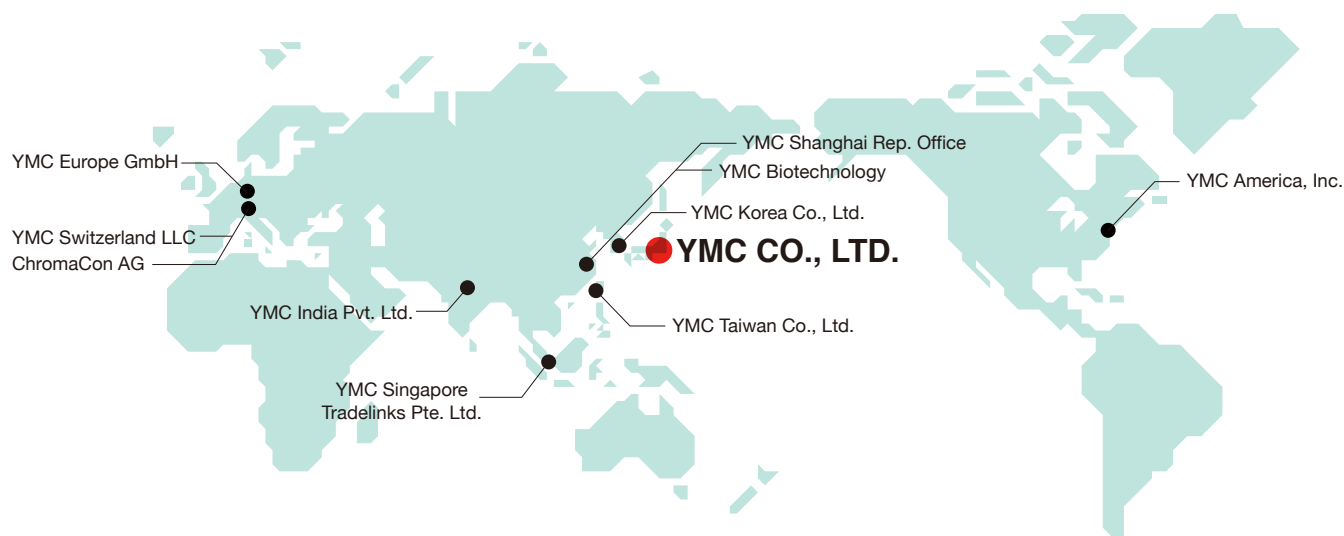 YMC Europe GmbH
YMC Switzerland LLC
ChromaCon AG
YMC India Pvt. Ltd.
YMC Singapore
Tradelinks Pte. Ltd.
YMC Shanghai Rep. Office
YMC Biotechnology
YMC Korea Co., Ltd.
YMC CO., LTD.
YMC Taiwan Co., Ltd.
YMC America, Inc.